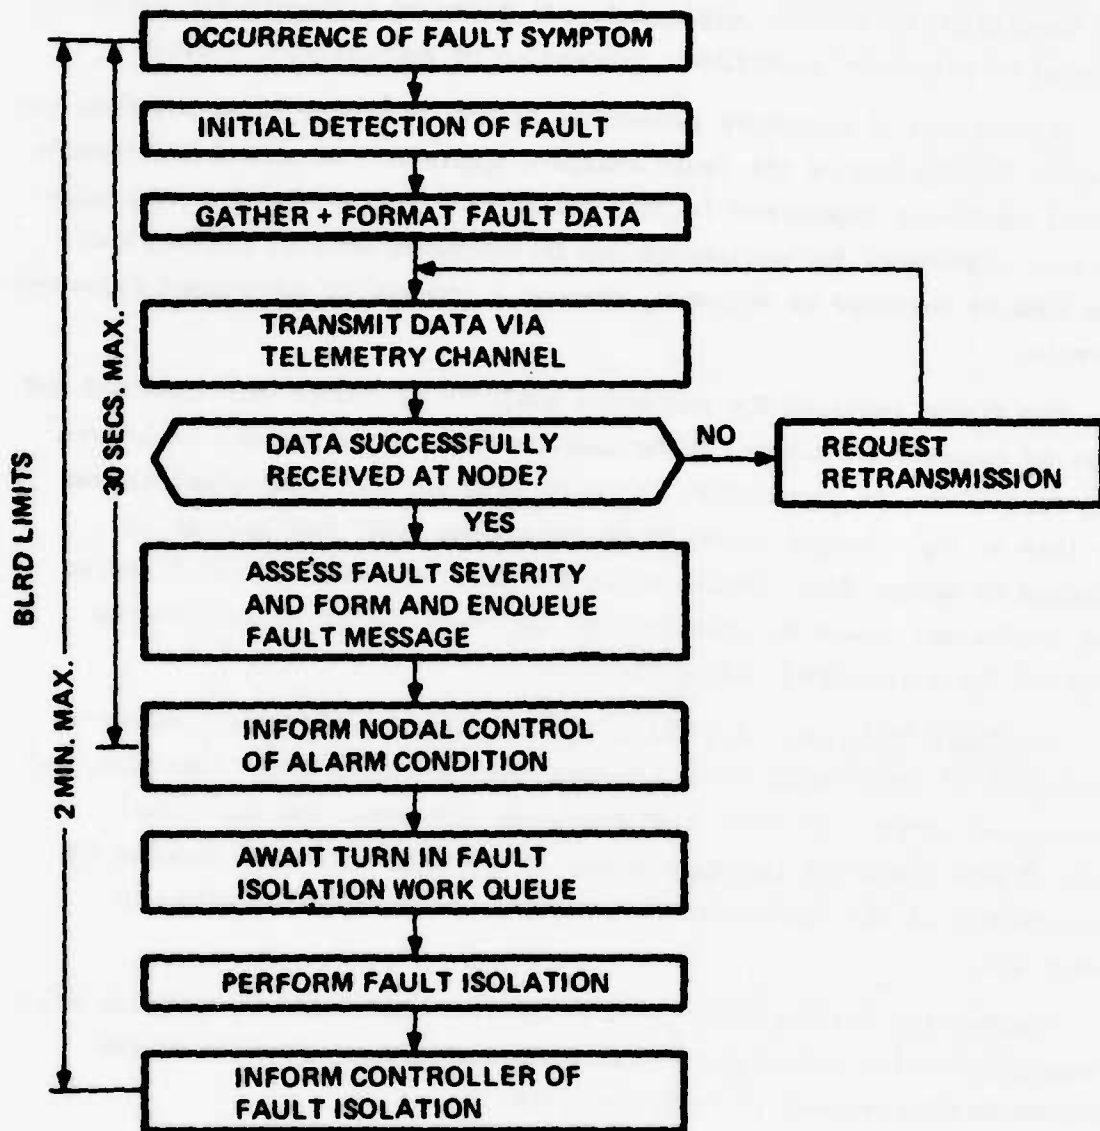 OCCURRENCE OF FAULT SYMPTOM
INITIAL DETECTION OF FAULT
GATHER + FORMAT FAULT DATA
TRANSMIT DATA VIA
TELEMETRY CHANNEL
DATA SUCCESSFULLY
RECEIVED AT NODE?
NO
REQUEST
RETRANSMISSION
YES
ASSESS FAULT SEVERITY
AND FORM AND ENQUEUE
FAULT MESSAGE
INFORM NODAL CONTROL
OF ALARM CONDITION
AWAIT TURN IN FAULT
ISOLATION WORK QUEUE
PERFORM FAULT ISOLATION
INFORM CONTROLLER OF
FAULT ISOLATION
BLRD LIMITS
2 MIN. MAX.
30 SECS. MAX.